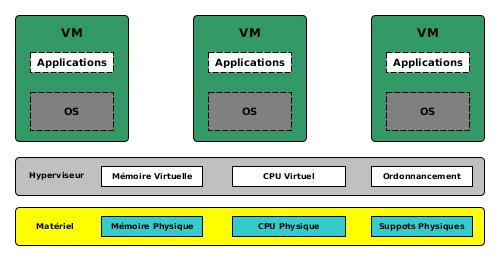 VM VM VM
Applications Applications Applications
OS OS OS
Hyperviseur Mémoire Virtuelle CPU Virtuel Ordonnancement
Matériel Mémoire Physique CPU Physique Suppots Physiques